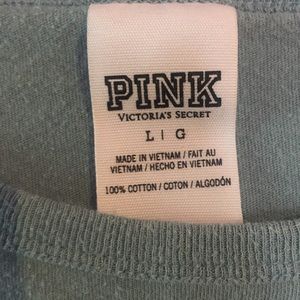 PINK
VICTORIA'S SECRET
L | G
MADE IN VIETNAM / FAIT AU
VIETNAM / HECHO EN VIETNAM
100% COTTON / COTON / ALGODÓN